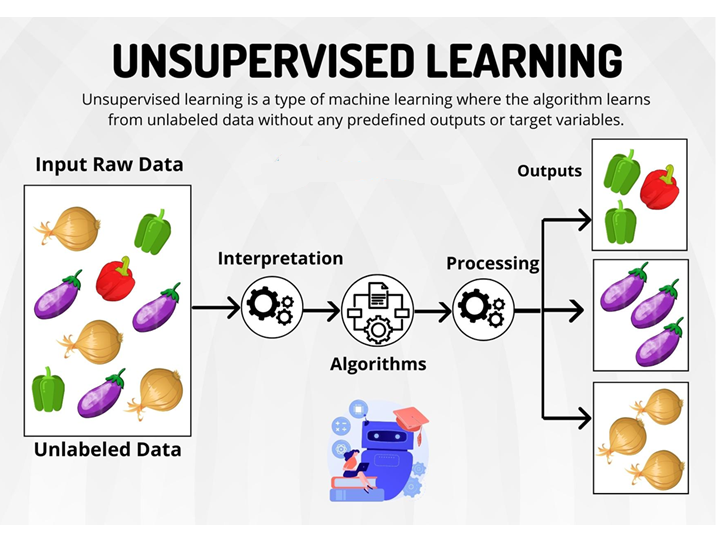 UNSUPERVISED LEARNING
Unsupervised learning is a type of machine learning where the algorithm learns
from unlabeled data without any predefined outputs or target variables.
Input Raw Data
Outputs
Interpretation
Processing
Algorithms
Unlabeled Data